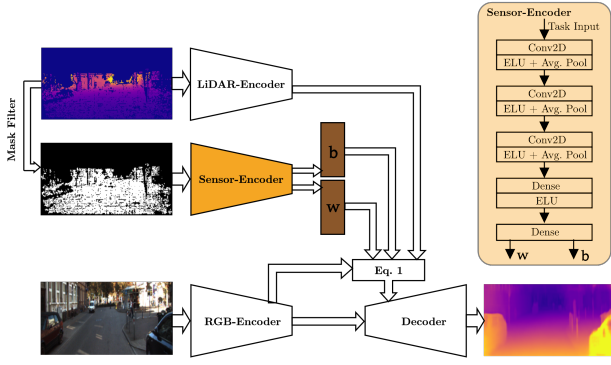 Mask Filter
LiDAR-Encoder
Sensor-Encoder
b
w
Eq. 1
RGB-Encoder
Decoder
Sensor-Encoder
Task Input
Conv2D
ELU + Avg. Pool
Conv2D
ELU + Avg. Pool
Conv2D
ELU + Avg. Pool
Dense
ELU
Dense
w b